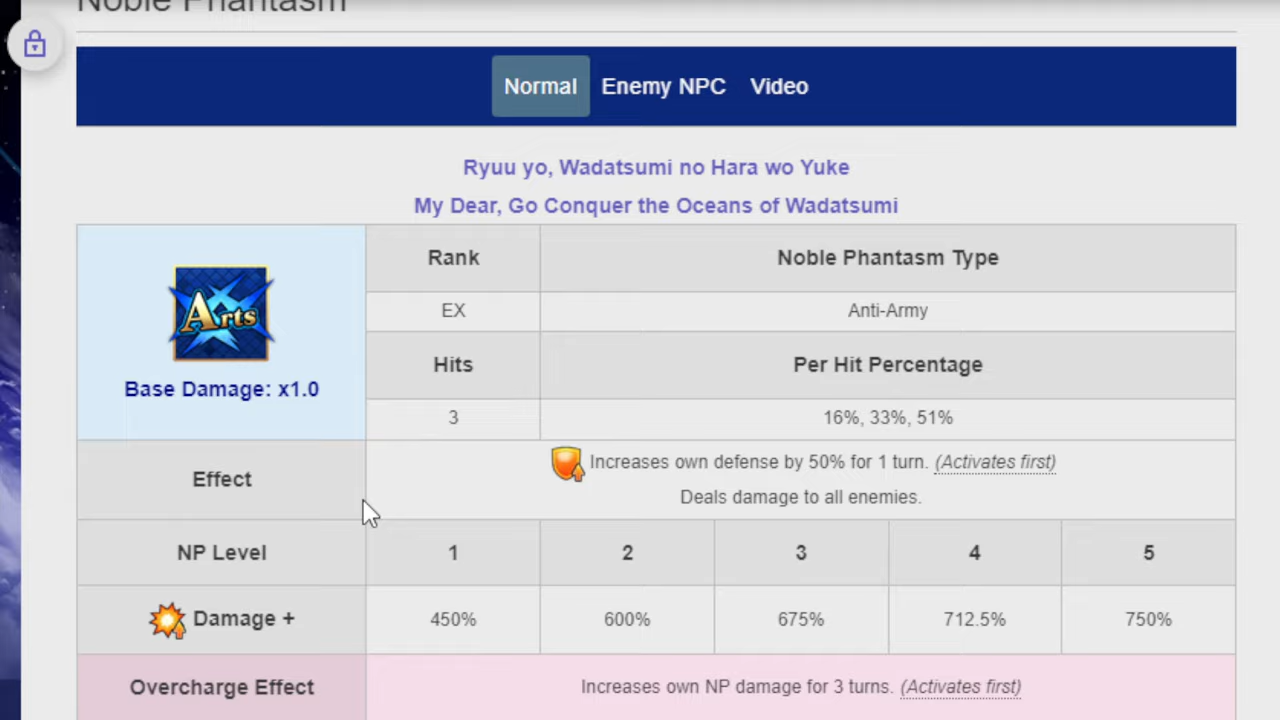 Noble Phantasm
Normal Enemy NPC Video
Ryuu yo, Wadatsumi no Hara wo Yuke
My Dear, Go Conquer the Oceans of Wadatsumi
Arts
Base Damage: x1.0
Rank Noble Phantasm Type
EX Anti-Army
Hits Per Hit Percentage
3 16%, 33%, 51%
Effect
Increases own defense by 50% for 1 turn. (Activates first)
Deals damage to all enemies.
NP Level 1 2 3 4 5
Damage + 450% 600% 675% 712.5% 750%
Overcharge Effect Increases own NP damage for 3 turns. (Activates first)